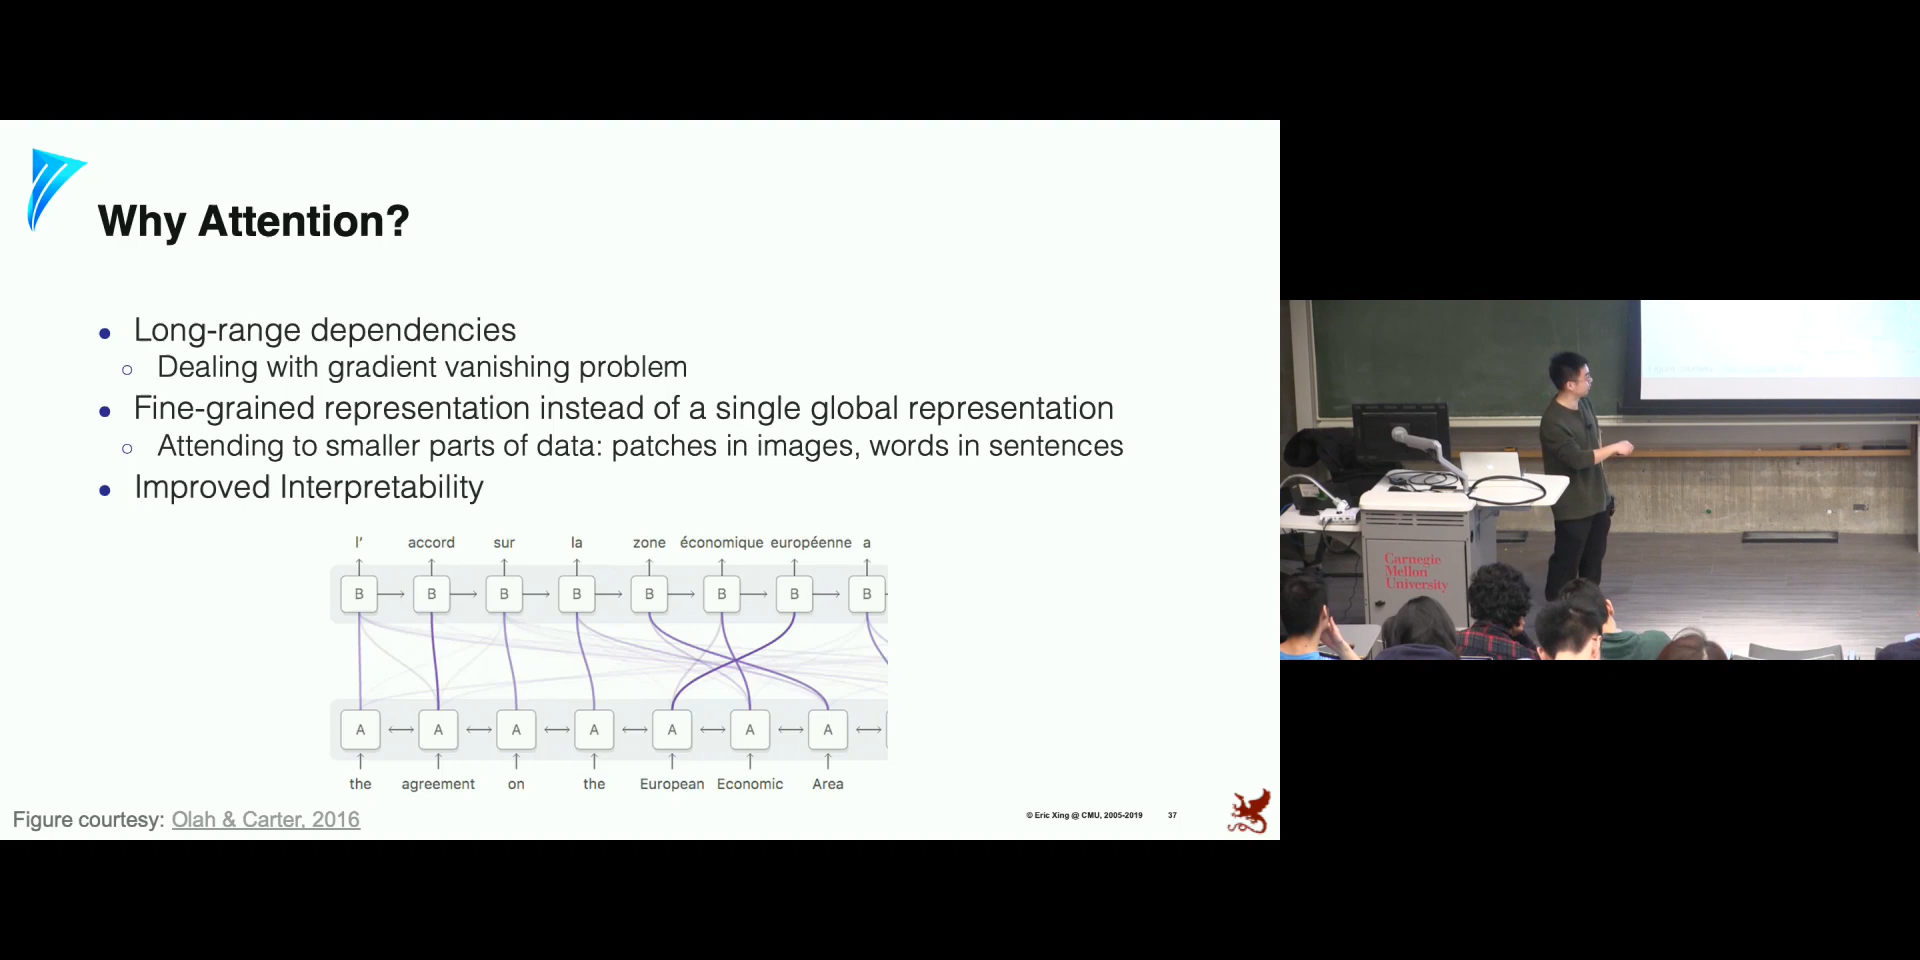 Why Attention?
Long-range dependencies
Dealing with gradient vanishing problem
Fine-grained representation instead of a single global representation
Attending to smaller parts of data: patches in images, words in sentences
Improved Interpretability
l’ accord sur la zone économique européenne a
B B B B B B B B
A A A A A A A
the agreement on the European Economic Area
Figure courtesy: Olah & Carter, 2016
© Eric Xing @ CMU, 2005-2019 37
Carnegie
Mellon
University